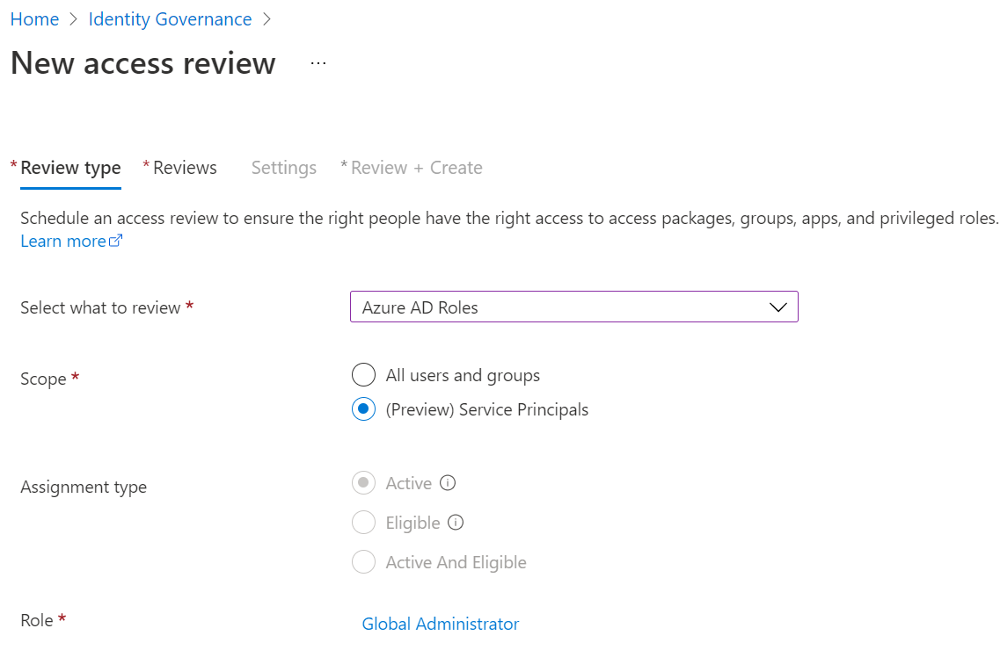 Home > Identity Governance >
New access review ...
* Review type * Reviews Settings * Review + Create
Schedule an access review to ensure the right people have the right access to access packages, groups, apps, and privileged roles.
Learn more
Select what to review * Azure AD Roles
Scope * All users and groups
(Preview) Service Principals
Assignment type Active
Eligible
Active And Eligible
Role * Global Administrator